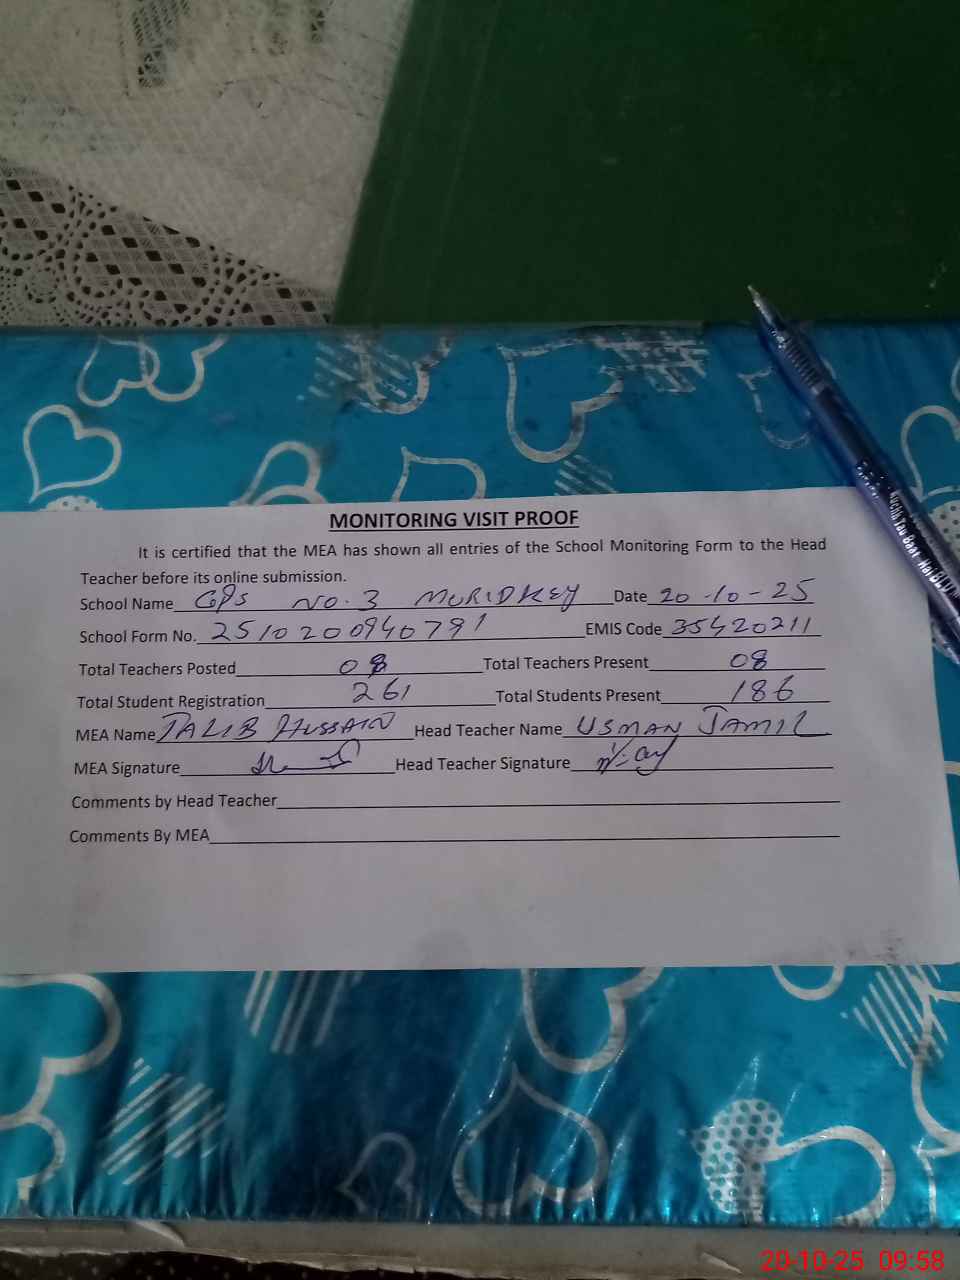 MONITORING VISIT PROOF
It is certified that the MEA has shown all entries of the School Monitoring Form to the Head
Teacher before its online submission.
School Name GPS No. 3 MURIDKEY Date 20-10-25
School Form No. 2510200940791 EMIS Code 35420211
Total Teachers Posted 08 Total Teachers Present 08
Total Student Registration 261 Total Students Present 186
MEA Name TALIB HUSSAIN Head Teacher Name USMAN JAMIL
MEA Signature Head Teacher Signature
Comments by Head Teacher
Comments By MEA
20-10-25 09:58